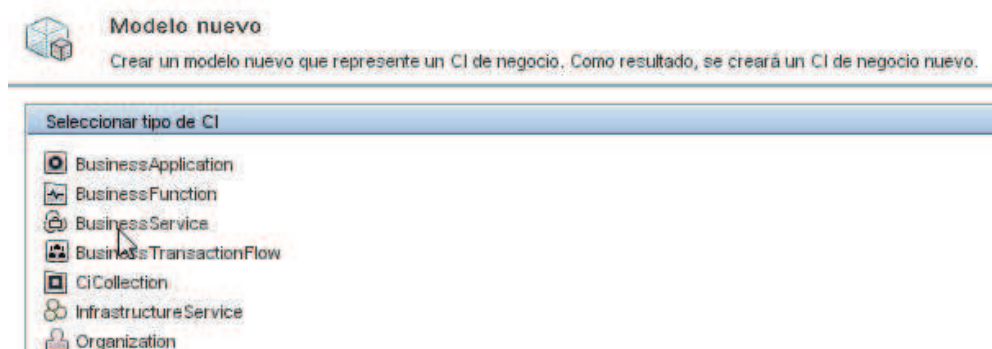 Modelo nuevo
Crear un modelo nuevo que represente un CI de negocio. Como resultado, se creará un CI de negocio nuevo.
Seleccionar tipo de CI
BusinessApplication
BusinessFunction
BusinessService
BusinessTransactionFlow
CiCollection
InfrastructureService
Organization